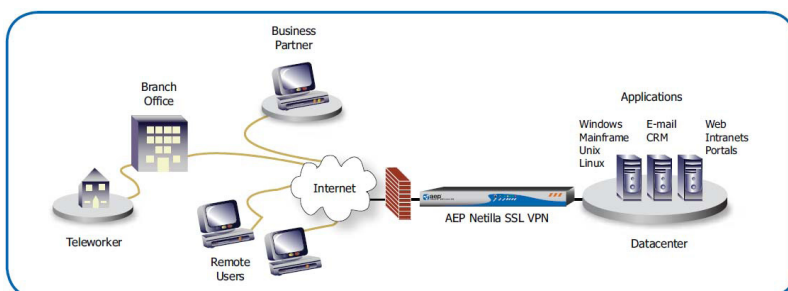 Business
Partner
Branch
Office
Applications
Windows
Mainframe
Unix
Linux
E-mail
CRM
Web
Intranets
Portals
Internet
AEP Netilla SSL VPN
Teleworker
Remote
Users
Datacenter